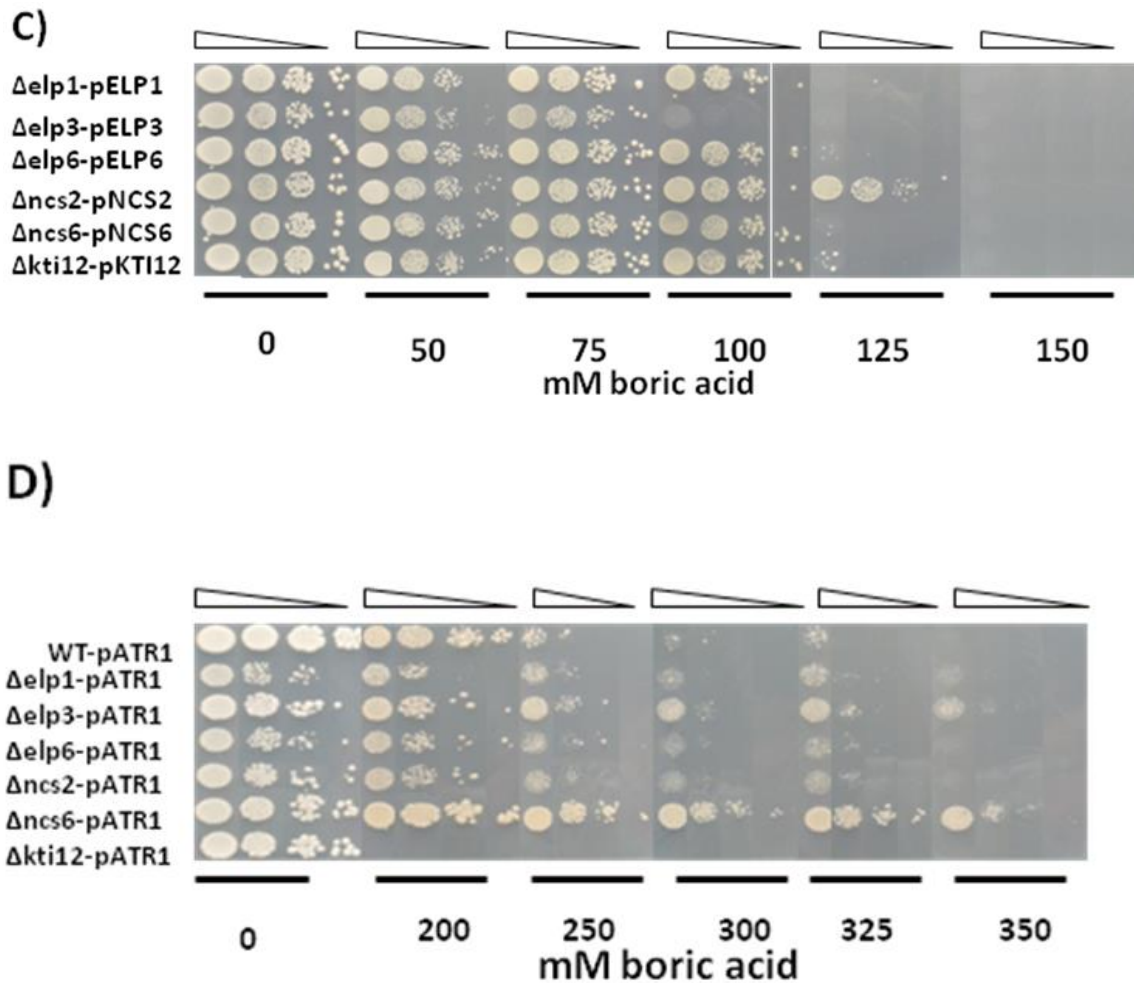 C)
Δelp1-pELP1
Δelp3-pELP3
Δelp6-pELP6
Δncs2-pNCS2
Δncs6-pNCS6
Δkti12-pKTI12
0 50 75 100 125 150
mM boric acid
D)
WT-pATR1
Δelp1-pATR1
Δelp3-pATR1
Δelp6-pATR1
Δncs2-pATR1
Δncs6-pATR1
Δkti12-pATR1
0 200 250 300 325 350
mM boric acid